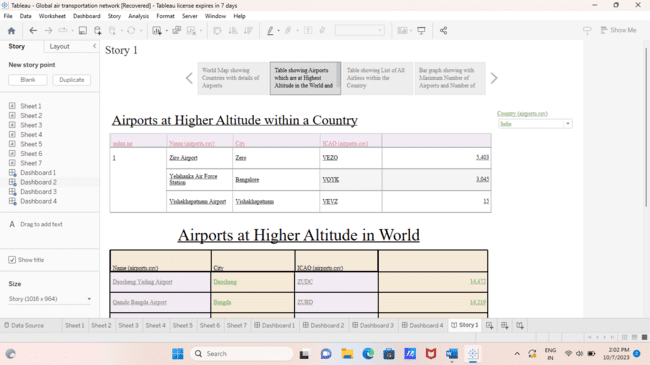 Tableau - Global air transportation network [Recovered] - Tableau license expires in 7 days
File Data Worksheet Dashboard Story Analysis Map Format Server Window Help
Show Me
Story Layout
New story point
Blank Duplicate
Sheet 1
Sheet 2
Sheet 3
Sheet 4
Sheet 5
Sheet 6
Sheet 7
Dashboard 1
Dashboard 2
Dashboard 3
Dashboard 4
A Drag to add text
Show title
Size
Story (1016 x 964)
Story 1
World Map showing Countries with details of Airports
Table showing Airports which are at Highest Altitude in the World and
Table showing List of All Airlines within the Country
Bar graph showing with Maximum Number of Airports and Number of
Airports at Higher Altitude within a Country
Country (airports.csv)
India
Name (airports.csv) City ICAO (airports.csv)
1 Ziro Airport Zero VEZO 5,403
Yelahanka Air Force Station Bangalore VOYK 3,045
Vishakhapatnam Airport Vishakhapatnam VEVZ 15
Airports at Higher Altitude in World
Name (airports.csv) City ICAO (airports.csv)
Daocheng Yading Airport Daocheng ZUDC 14,472
Qamdo Bangda Airport Bangda ZUBD 14,219
Data Source Sheet 1 Sheet 2 Sheet 3 Sheet 4 Sheet 5 Sheet 6 Sheet 7 Dashboard 1 Dashboard 2 Dashboard 3 Dashboard 4 Story 1
Search
ENG
IN
2:02 PM
10/7/2023